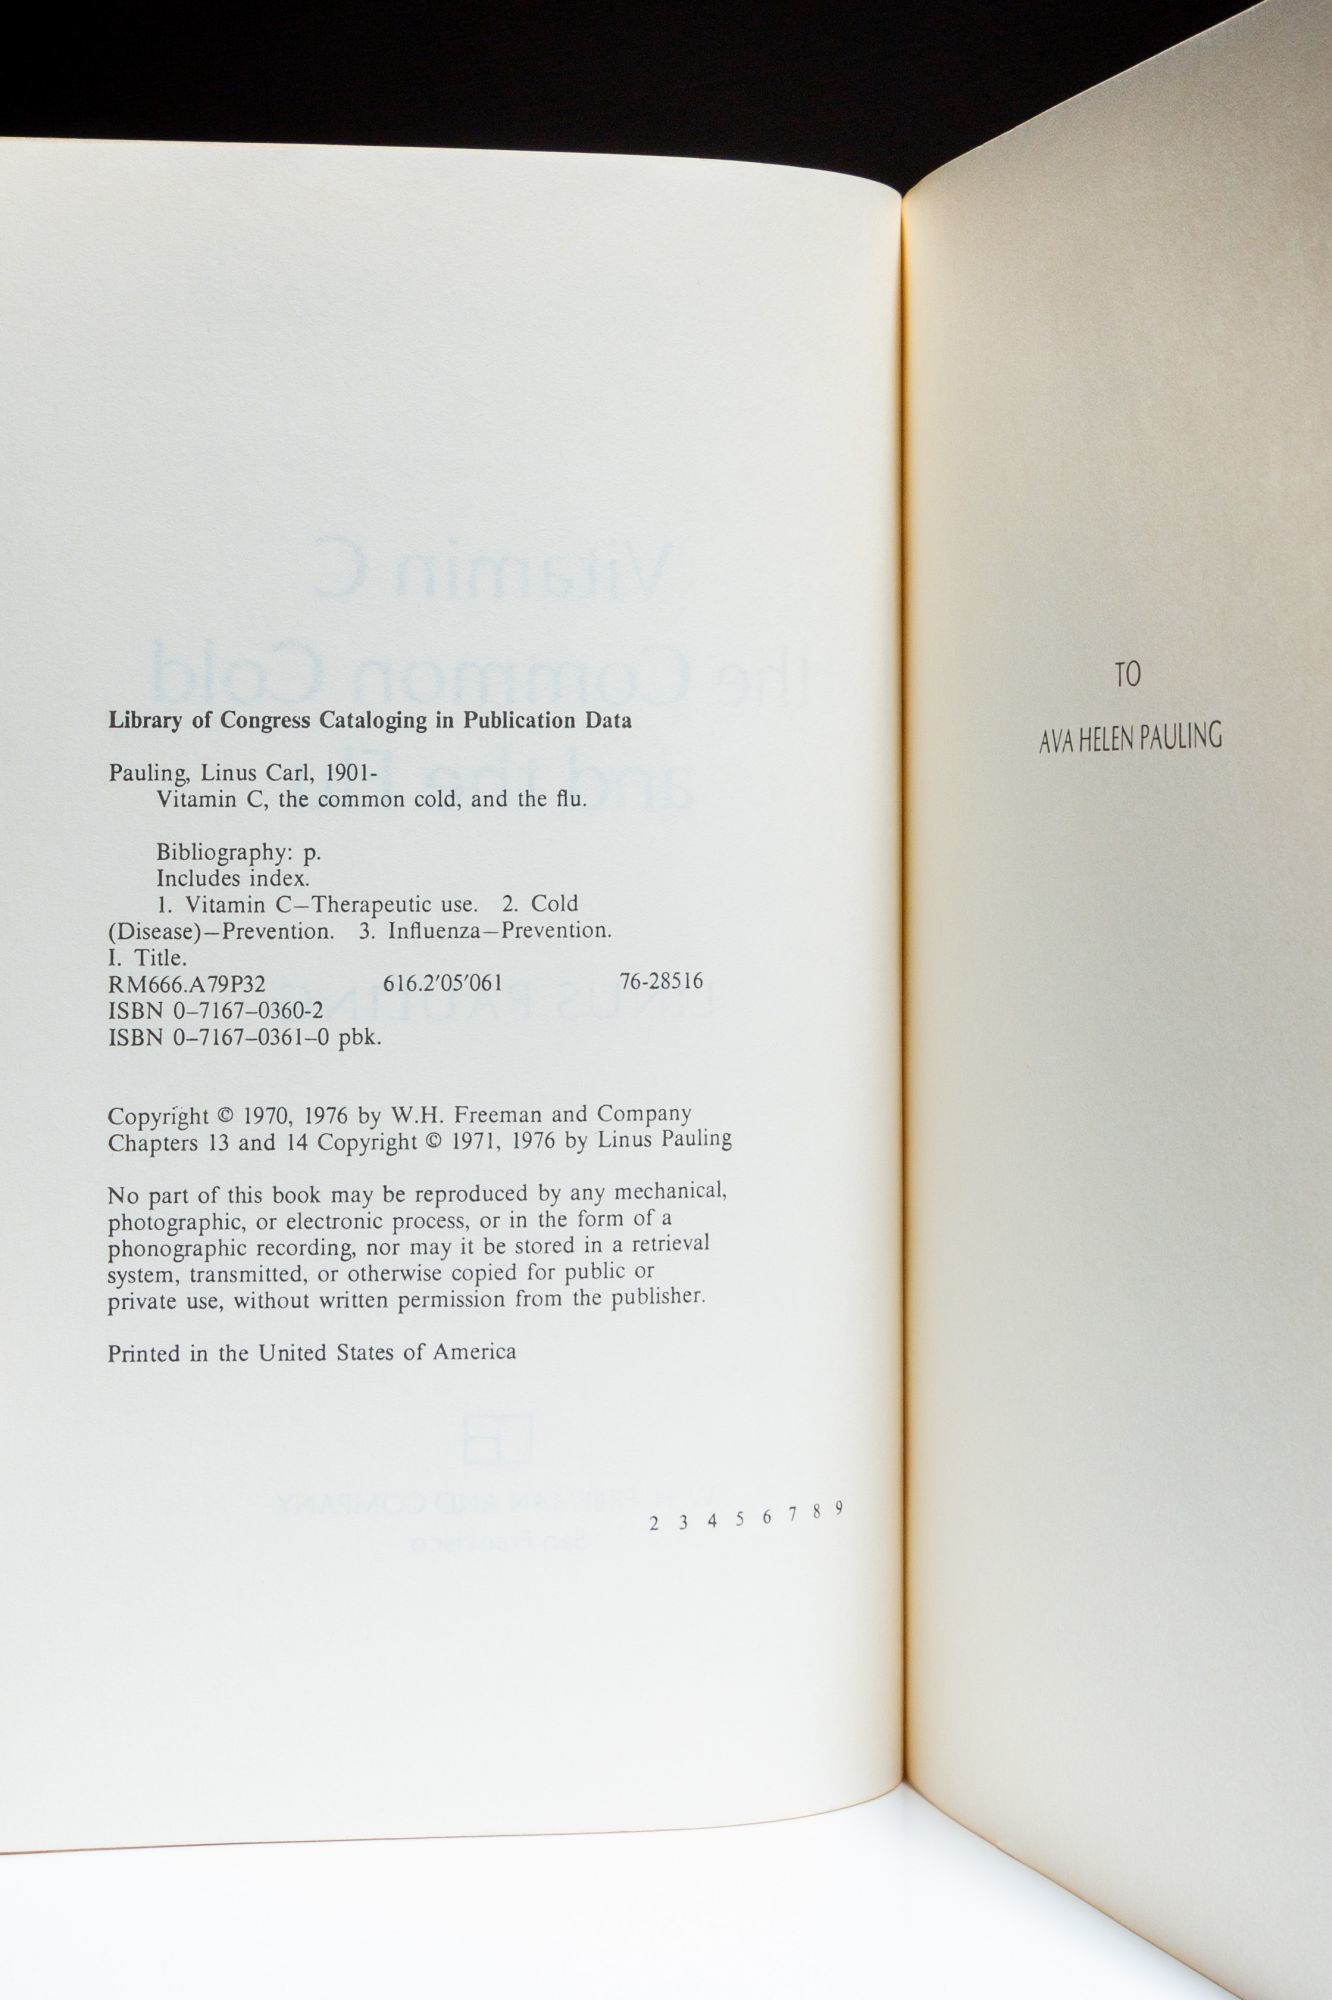 Library of Congress Cataloging in Publication Data
Pauling, Linus Carl, 1901-
Vitamin C, the common cold, and the flu.
Bibliography: p.
Includes index.
1. Vitamin C—Therapeutic use. 2. Cold
(Disease)—Prevention. 3. Influenza—Prevention.
I. Title.
RM666.A79P32 616.2'05'061 76-28516
ISBN 0–7167–0360-2
ISBN 0–7167–0361–0 pbk.
Copyright © 1970, 1976 by W.H. Freeman and Company
Chapters 13 and 14 Copyright © 1971, 1976 by Linus Pauling
No part of this book may be reproduced by any mechanical,
photographic, or electronic process, or in the form of a
phonographic recording, nor may it be stored in a retrieval
system, transmitted, or otherwise copied for public or
private use, without written permission from the publisher.
Printed in the United States of America
2 3 4 5 6 7 8 9
TO
AVA HELEN PAULING